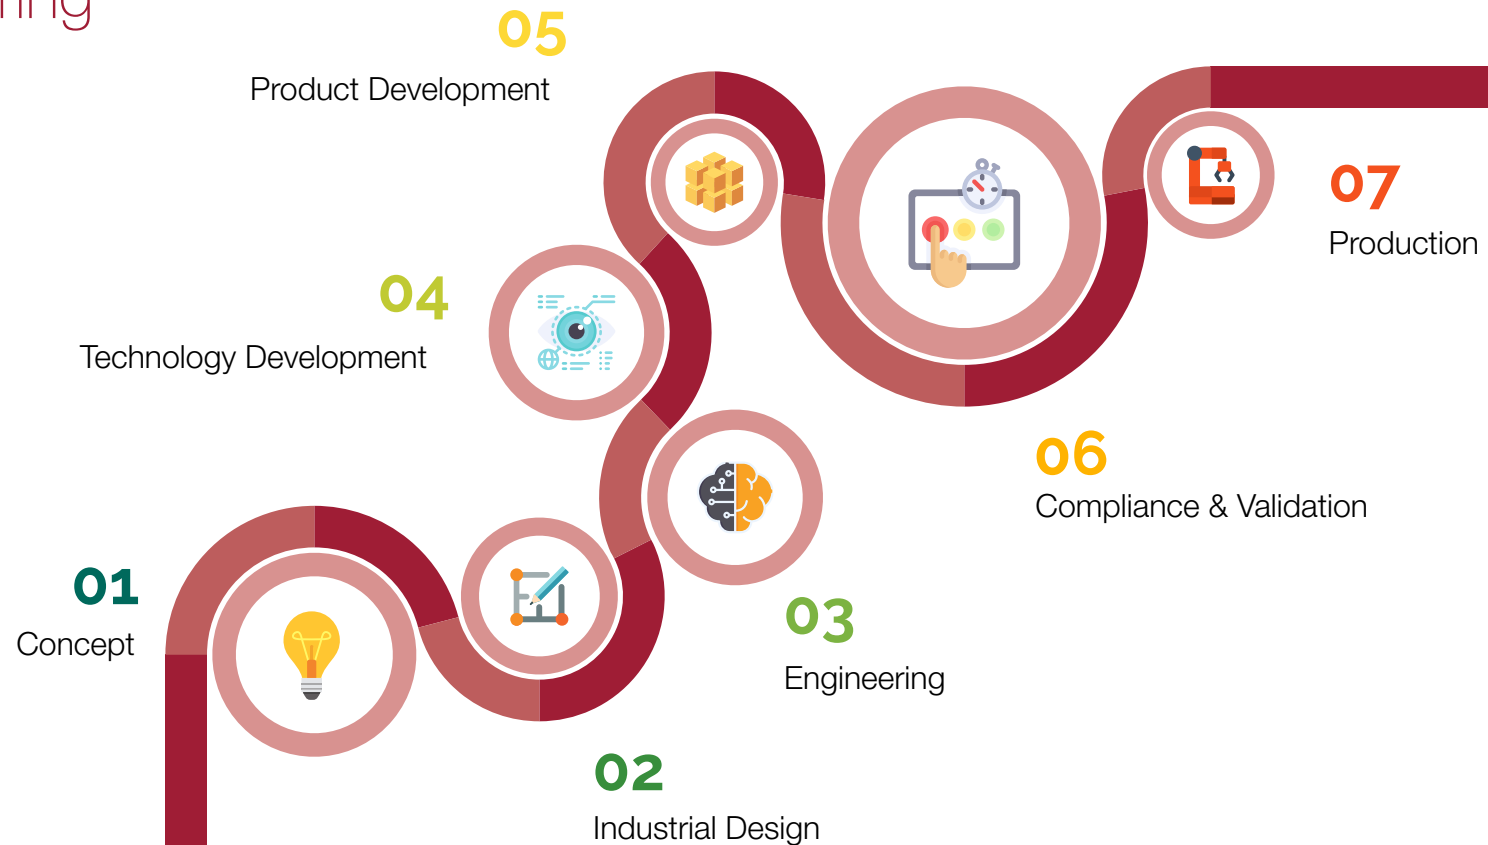 01
Concept
02
Industrial Design
03
Engineering
04
Technology Development
05
Product Development
06
Compliance & Validation
07
Production